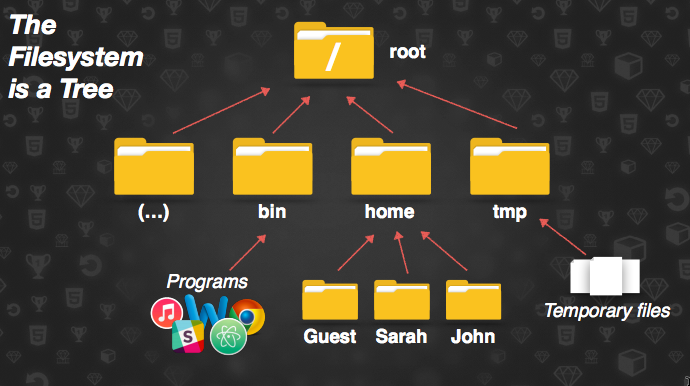 The
Filesystem
is a Tree
/
root
(...)
bin
home
tmp
Programs
W
S
Guest
Sarah
John
Temporary files